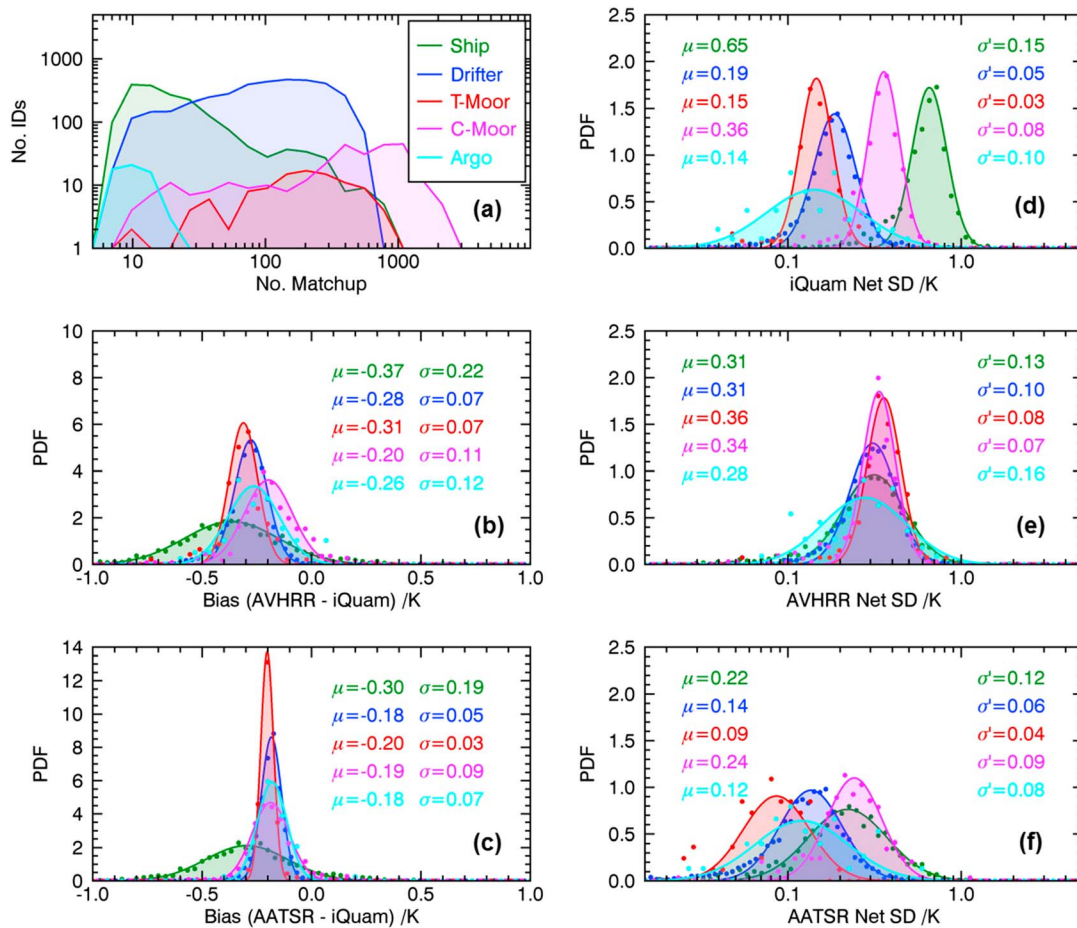 1000
100
10
1
No. IDs
Ship
Drifter
T-Moor
C-Moor
Argo
(a)
10 100 1000
No. Matchup
2.5
2.0
1.5
1.0
0.5
0.0
PDF
μ=0.65 σ'=0.15
μ=0.19 σ'=0.05
μ=0.15 σ'=0.03
μ=0.36 σ'=0.08
μ=0.14 σ'=0.10
(d)
0.1 1.0
iQuam Net SD /K
10
8
6
4
2
0
PDF
μ=-0.37 σ=0.22
μ=-0.28 σ=0.07
μ=-0.31 σ=0.07
μ=-0.20 σ=0.11
μ=-0.26 σ=0.12
(b)
-1.0 -0.5 0.0 0.5 1.0
Bias (AVHRR - iQuam) /K
2.5
2.0
1.5
1.0
0.5
0.0
PDF
μ=0.31 σ'=0.13
μ=0.31 σ'=0.10
μ=0.36 σ'=0.08
μ=0.34 σ'=0.07
μ=0.28 σ'=0.16
(e)
0.1 1.0
AVHRR Net SD /K
14
12
10
8
6
4
2
0
PDF
μ=-0.30 σ=0.19
μ=-0.18 σ=0.05
μ=-0.20 σ=0.03
μ=-0.19 σ=0.09
μ=-0.18 σ=0.07
(c)
-1.0 -0.5 0.0 0.5 1.0
Bias (AATSR - iQuam) /K
2.5
2.0
1.5
1.0
0.5
0.0
PDF
μ=0.22 σ'=0.12
μ=0.14 σ'=0.06
μ=0.09 σ'=0.04
μ=0.24 σ'=0.09
μ=0.12 σ'=0.08
(f)
0.1 1.0
AATSR Net SD /K